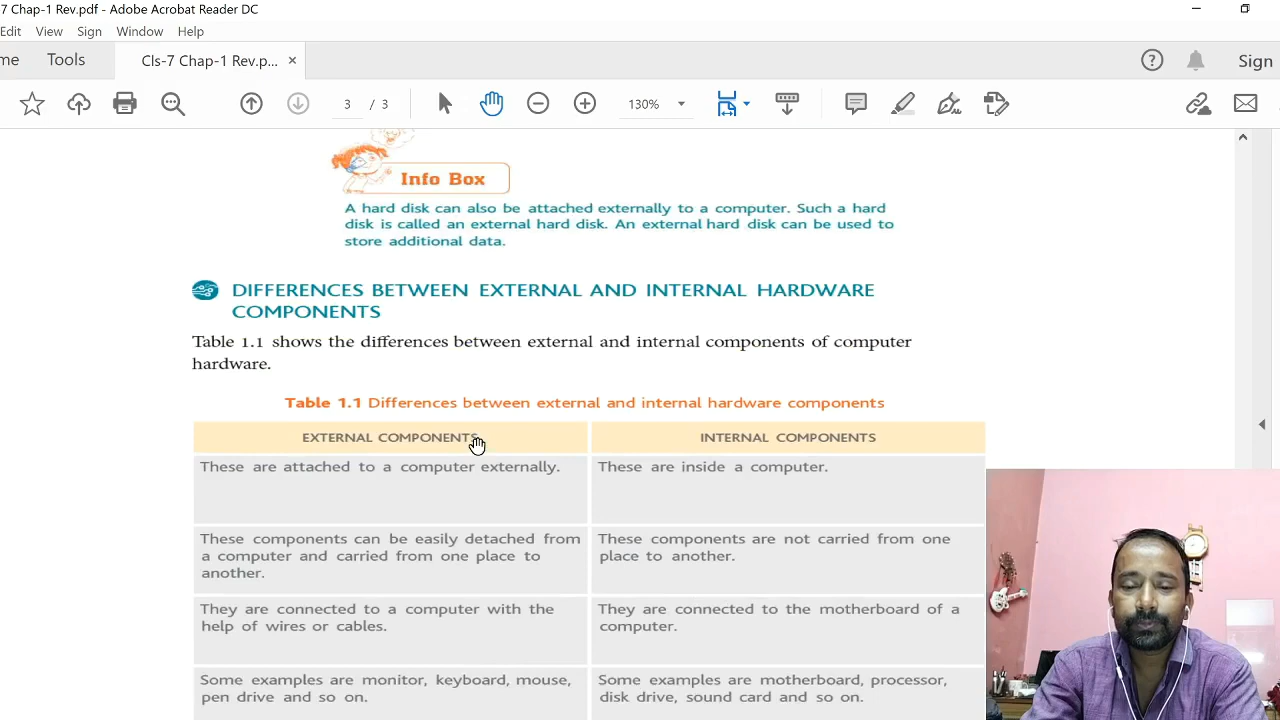 7 Chap-1 Rev.pdf - Adobe Acrobat Reader DC
Edit View Sign Window Help
me Tools Cls-7 Chap-1 Rev.p... × Sign
3 / 3 130%
Info Box
A hard disk can also be attached externally to a computer. Such a hard
disk is called an external hard disk. An external hard disk can be used to
store additional data.
DIFFERENCES BETWEEN EXTERNAL AND INTERNAL HARDWARE
COMPONENTS
Table 1.1 shows the differences between external and internal components of computer
hardware.
Table 1.1 Differences between external and internal hardware components
EXTERNAL COMPONENTS INTERNAL COMPONENTS
These are attached to a computer externally.
These are inside a computer.
These components can be easily detached from
a computer and carried from one place to
another.
These components are not carried from one
place to another.
They are connected to a computer with the
help of wires or cables.
They are connected to the motherboard of a
computer.
Some examples are monitor, keyboard, mouse,
pen drive and so on.
Some examples are motherboard, processor,
disk drive, sound card and so on.